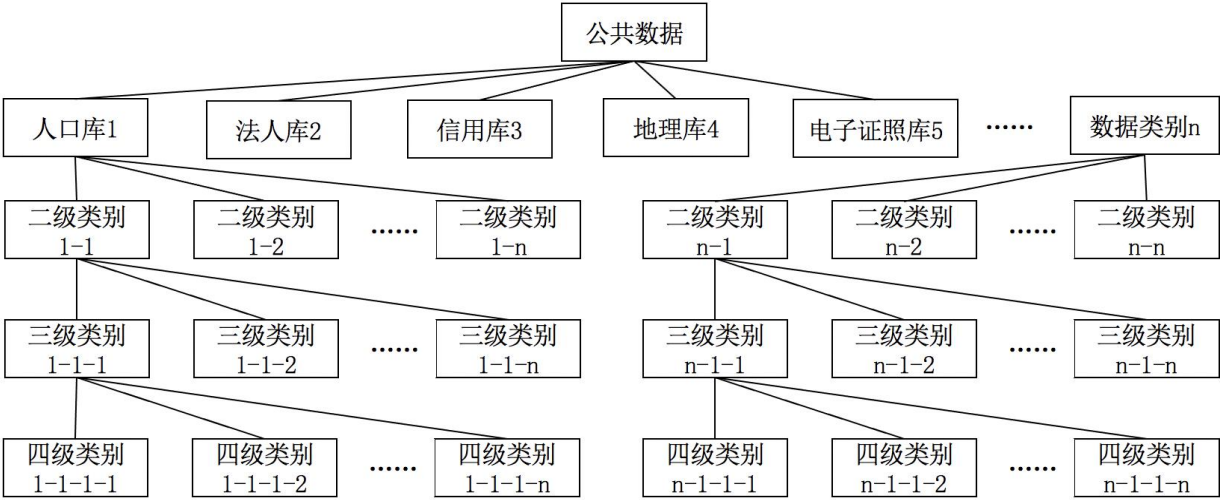 公共数据
人口库1
法人库2
信用库3
地理库4
电子证照库5
……
数据类别n
二级类别
1-1
二级类别
1-2
……
二级类别
1-n
二级类别
n-1
二级类别
n-2
……
二级类别
n-n
三级类别
1-1-1
三级类别
1-1-2
……
三级类别
1-1-n
三级类别
n-1-1
三级类别
n-1-2
……
三级类别
n-1-n
四级类别
1-1-1-1
四级类别
1-1-1-2
……
四级类别
1-1-1-n
四级类别
n-1-1-1
四级类别
n-1-1-2
……
四级类别
n-1-1-n